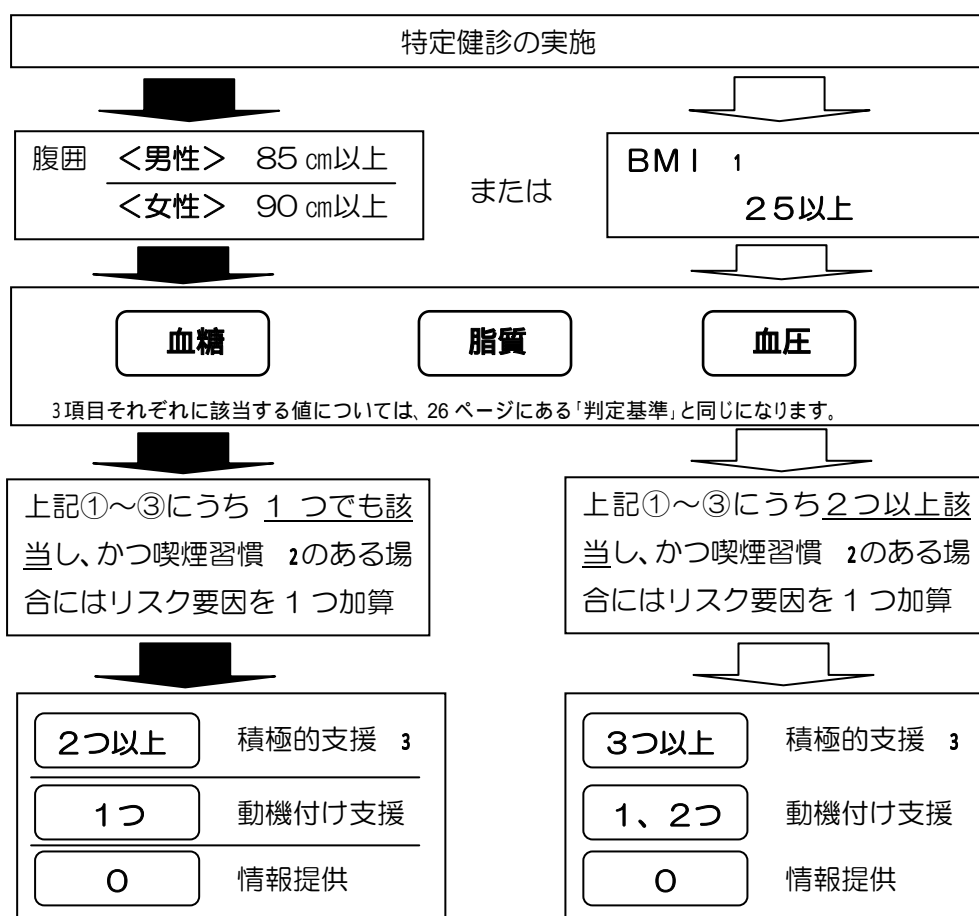 特定健診の実施
腹囲 <男性> 85㎝以上
<女性> 90㎝以上
または
BMI 1
25以上
血糖
脂質
血圧
3項目それぞれに該当する値については、26ページにある「判定基準」と同じになります。
上記①~③にうち 1 つでも該
当し、かつ喫煙習慣 2のある場
合にはリスク要因を1つ加算
上記①~③にうち2つ以上該
当し、かつ喫煙習慣 2のある場
合にはリスク要因を1つ加算
2つ以上 積極的支援 3
1つ 動機付け支援
0 情報提供
3つ以上 積極的支援 3
1、2つ 動機付け支援
0 情報提供